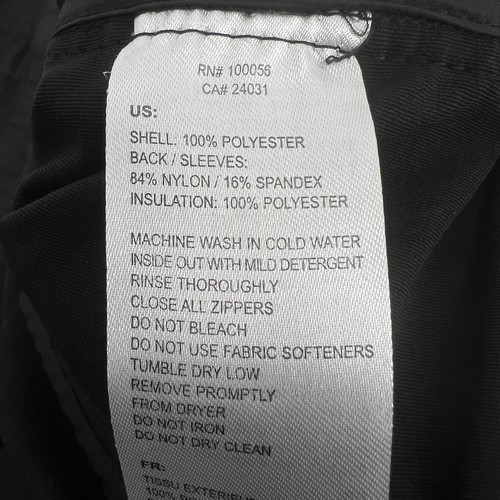 RN# 100056
CA# 24031
US:
SHELL: 100% POLYESTER
BACK / SLEEVES:
84% NYLON / 16% SPANDEX
INSULATION: 100% POLYESTER
MACHINE WASH IN COLD WATER
INSIDE OUT WITH MILD DETERGENT
RINSE THOROUGHLY
CLOSE ALL ZIPPERS
DO NOT BLEACH
DO NOT USE FABRIC SOFTENERS
TUMBLE DRY LOW
REMOVE PROMPTLY
FROM DRYER
DO NOT IRON
DO NOT DRY CLEAN
FR:
TISSU
100%